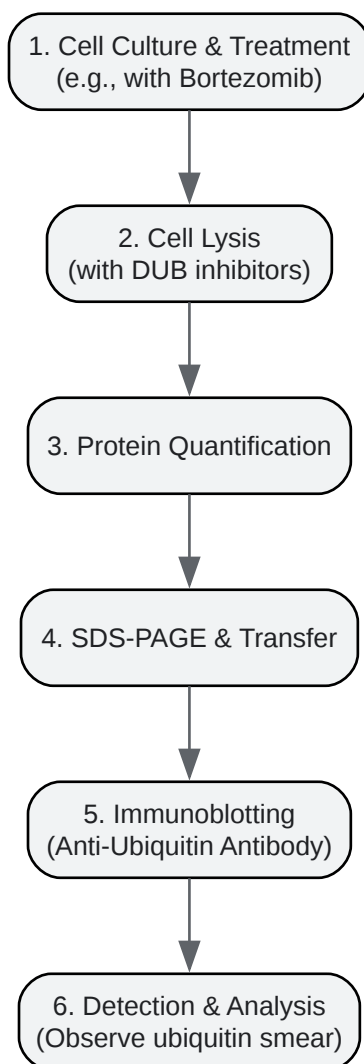 1. Cell Culture & Treatment
(e.g., with Bortezomib)
2. Cell Lysis
(with DUB inhibitors)
3. Protein Quantification
4. SDS-PAGE & Transfer
5. Immunoblotting
(Anti-Ubiquitin Antibody)
6. Detection & Analysis
(Observe ubiquitin smear)